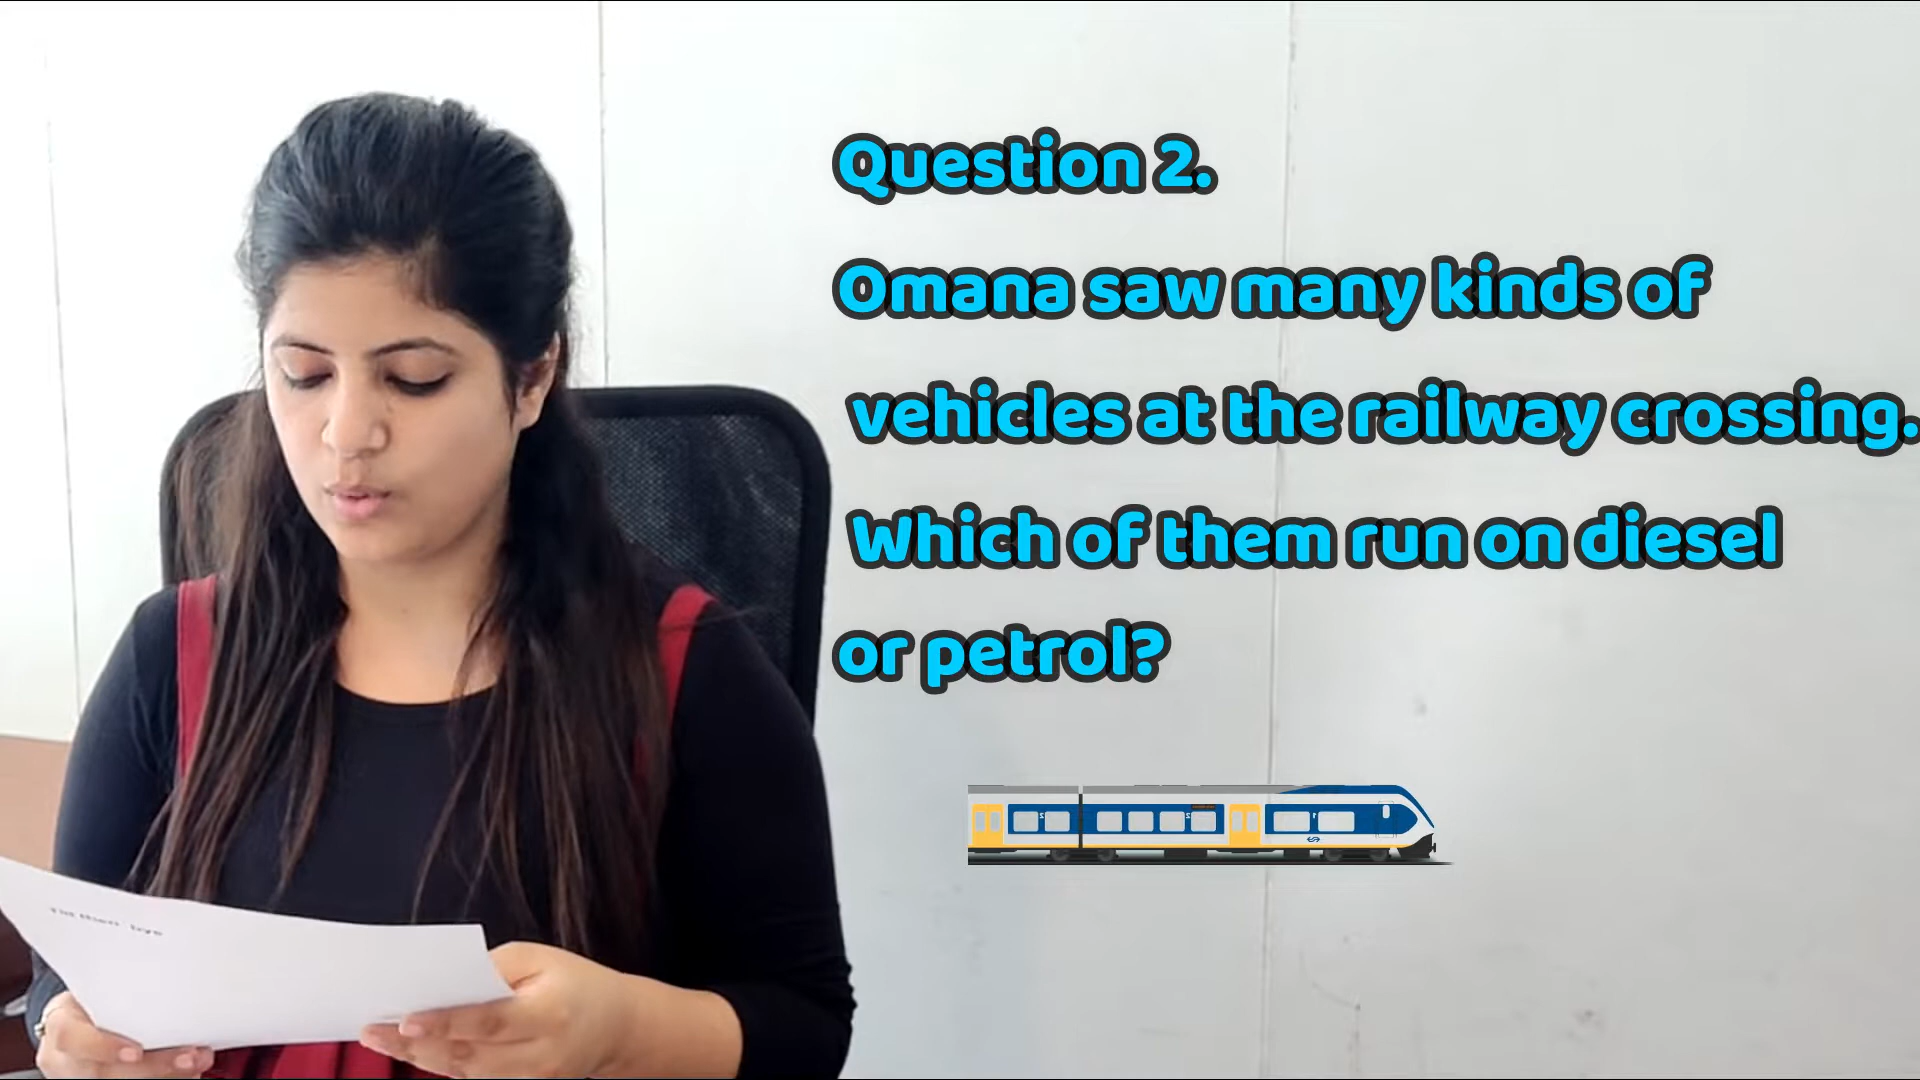 Question 2.
Omana saw many kinds of
vehicles at the railway crossing.
Which of them run on diesel
or petrol?